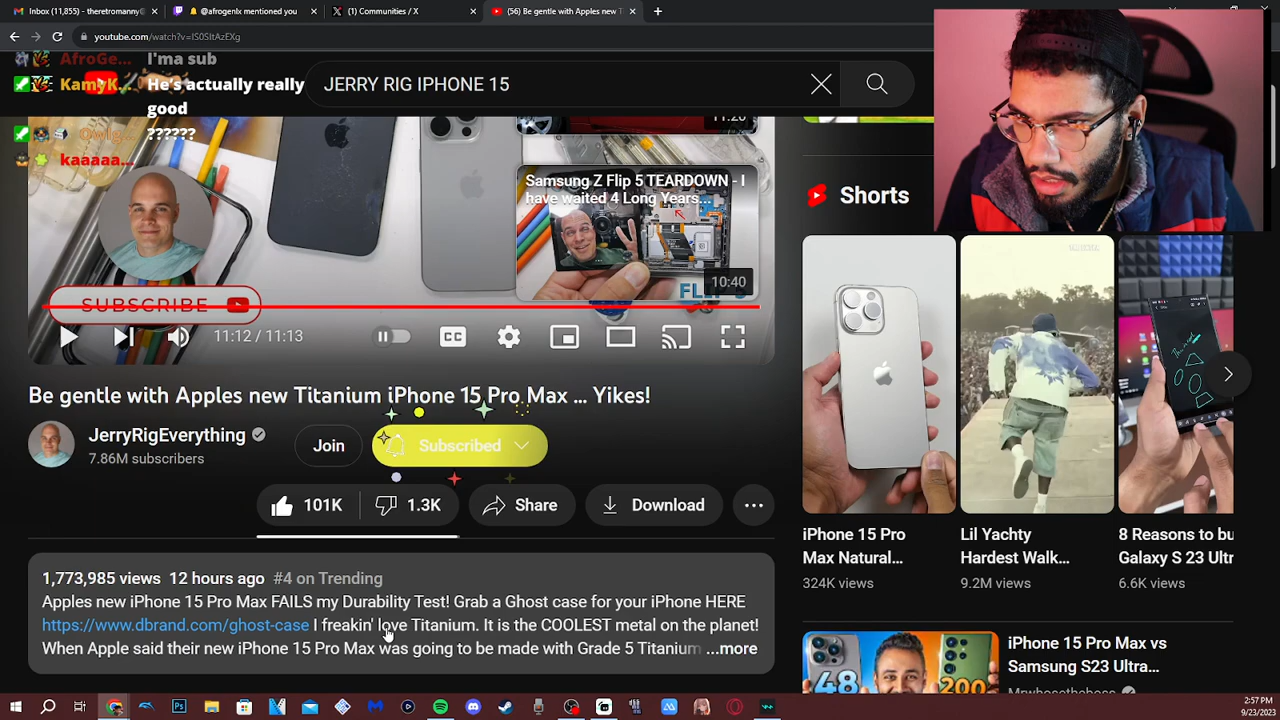 Inbox (11,855) - theretromanny@
@afrogenlx mentioned you
(1) Communities / X
(56) Be gentle with Apples new T
youtube.com/watch?v=IS0SltAzEXg
AfroGe... I'ma sub
KamyK... He's actually really
good
Owlg... ??????
kaaaaa...
JERRY RIG IPHONE 15
11:20
Samsung Z Flip 5 TEARDOWN - I
have waited 4 Long Years...
10:40
SUBSCRIBE
11:12 / 11:13
CC
Be gentle with Apples new Titanium iPhone 15 Pro Max ... Yikes!
JerryRigEverything
7.86M subscribers
Join
Subscribed
101K
1.3K
Share
Download
1,773,985 views 12 hours ago #4 on Trending
Apples new iPhone 15 Pro Max FAILS my Durability Test! Grab a Ghost case for your iPhone HERE
https://www.dbrand.com/ghost-case I freakin' love Titanium. It is the COOLEST metal on the planet!
When Apple said their new iPhone 15 Pro Max was going to be made with Grade 5 Titanium ...more
Shorts
iPhone 15 Pro
Max Natural...
324K views
Lil Yachty
Hardest Walk...
9.2M views
8 Reasons to bu
Galaxy S 23 Ultr
6.6K views
48
200
iPhone 15 Pro Max vs
Samsung S23 Ultra...
Mrwhosetheboss
2:57 PM
9/23/2023